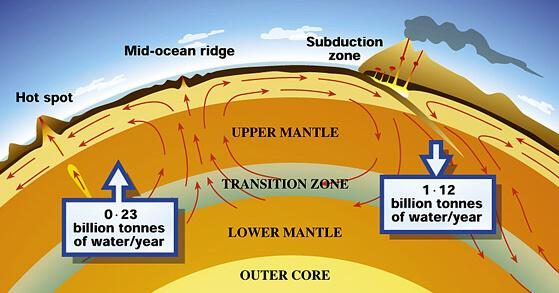 Mid-ocean ridge
Subduction
zone
Hot spot
UPPER MANTLE
TRANSITION ZONE
LOWER MANTLE
OUTER CORE
0·23
billion tonnes
of water/year
1·12
billion tonnes
of water/year